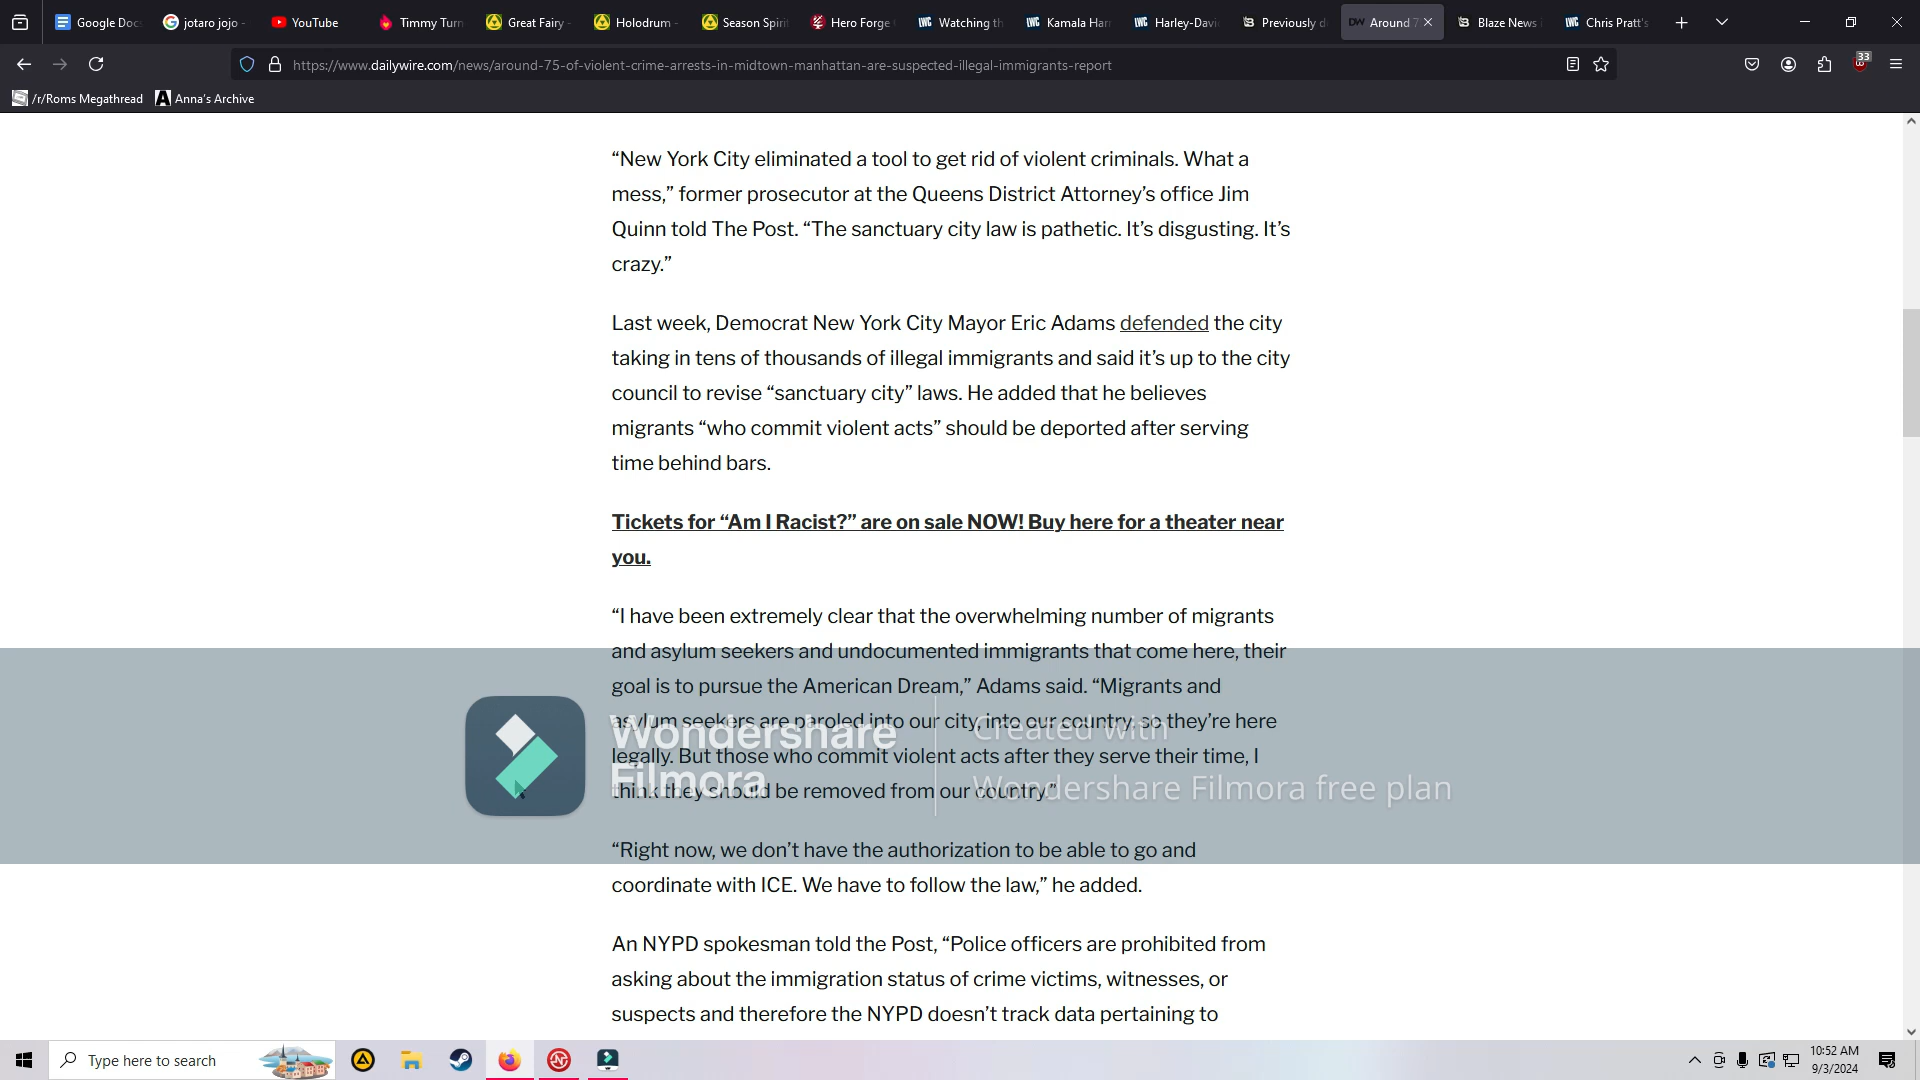 Google Doc
jotaro jojo -
YouTube
Timmy Turn
Great Fairy -
Holodrum -
Season Spiri
Hero Forge
Watching th
Kamala Har
Harley-Davi
Previously d
Around 7
Blaze News
Chris Pratt's
https://www.dailywire.com/news/around-75-of-violent-crime-arrests-in-midtown-manhattan-are-suspected-illegal-immigrants-report
33
/r/Roms Megathread
Anna's Archive
“New York City eliminated a tool to get rid of violent criminals. What a
mess,” former prosecutor at the Queens District Attorney’s office Jim
Quinn told The Post. “The sanctuary city law is pathetic. It’s disgusting. It’s
crazy.”
Last week, Democrat New York City Mayor Eric Adams defended the city
taking in tens of thousands of illegal immigrants and said it’s up to the city
council to revise “sanctuary city” laws. He added that he believes
migrants “who commit violent acts” should be deported after serving
time behind bars.
Tickets for “Am I Racist?” are on sale NOW! Buy here for a theater near
you.
“I have been extremely clear that the overwhelming number of migrants
and asylum seekers and undocumented immigrants that come here, their
goal is to pursue the American Dream,” Adams said. “Migrants and
asylum seekers are paroled into our city, into our country, so they’re here
legally. But those who commit violent acts after they serve their time, I
think they should be removed from our country.”
Wondershare
Filmora
Created with
Wondershare Filmora free plan
“Right now, we don’t have the authorization to be able to go and
coordinate with ICE. We have to follow the law,” he added.
An NYPD spokesman told the Post, “Police officers are prohibited from
asking about the immigration status of crime victims, witnesses, or
suspects and therefore the NYPD doesn’t track data pertaining to
Type here to search
10:52 AM
9/3/2024